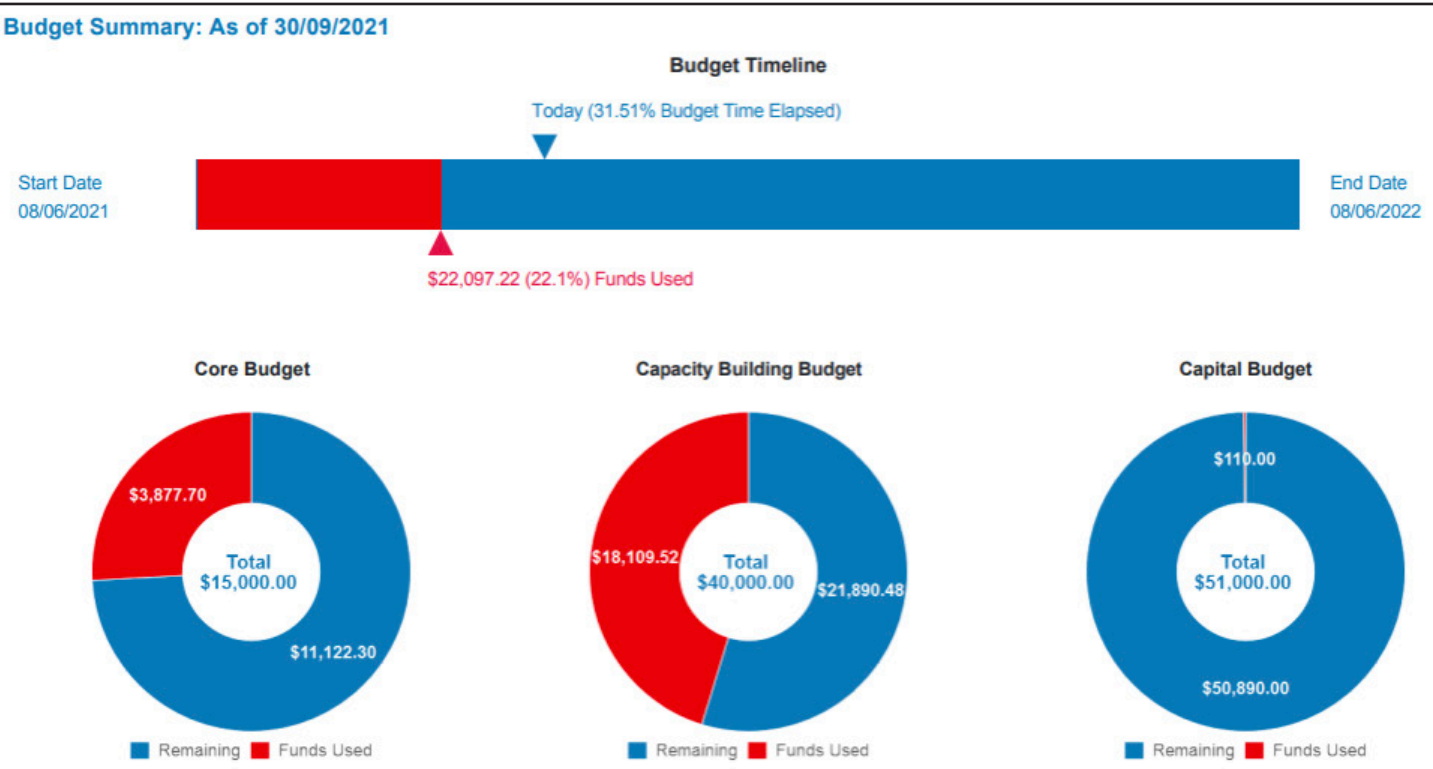 Budget Summary: As of 30/09/2021
Budget Timeline
Today (31.51% Budget Time Elapsed)
Start Date
08/06/2021
End Date
08/06/2022
$22,097.22 (22.1%) Funds Used
Core Budget
$3,877.70
Total
$15,000.00
$11,122.30
Remaining
Funds Used
Capacity Building Budget
$18,109.52
Total
$40,000.00
$21,890.48
Remaining
Funds Used
Capital Budget
$110.00
Total
$51,000.00
$50,890.00
Remaining
Funds Used